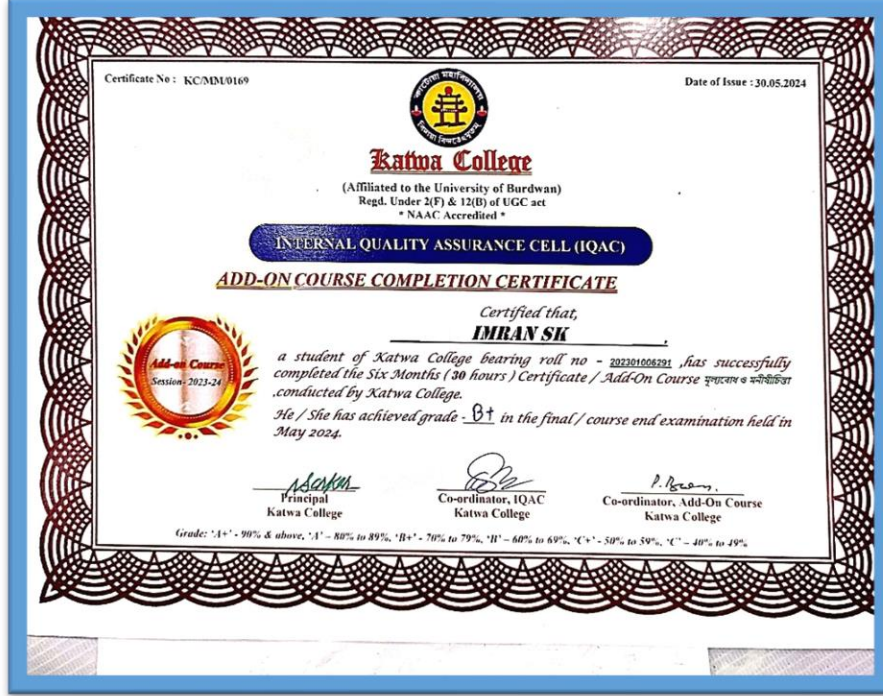 Certificate No : KC/MM/0169
Date of Issue : 30.05.2024
কাটোয়া মহাবিদ্যালয়
Katwa College
(Affiliated to the University of Burdwan)
Regd. Under 2(F) & 12(B) of UGC act
* NAAC Accredited *
INTERNAL QUALITY ASSURANCE CELL (IQAC)
ADD-ON COURSE COMPLETION CERTIFICATE
Certified that,
IMRAN SK ,
Add-on Course
Session- 2023-24
a student of Katwa College bearing roll no - 202301006291 ,has successfully
completed the Six Months ( 30 hours ) Certificate / Add-On Course মূল্যবোধ ও মনীষীচিন্তা
.conducted by Katwa College.
He / She has achieved grade - B+ in the final / course end examination held in
May 2024.
Principal
Katwa College
Co-ordinator, IQAC
Katwa College
Co-ordinator, Add-On Course
Katwa College
Grade: 'A+' - 90% & above, 'A' – 80% to 89%, 'B+' - 70% to 79%, 'B' – 60% to 69%, 'C+' - 50% to 59%, 'C' – 40% to 49%